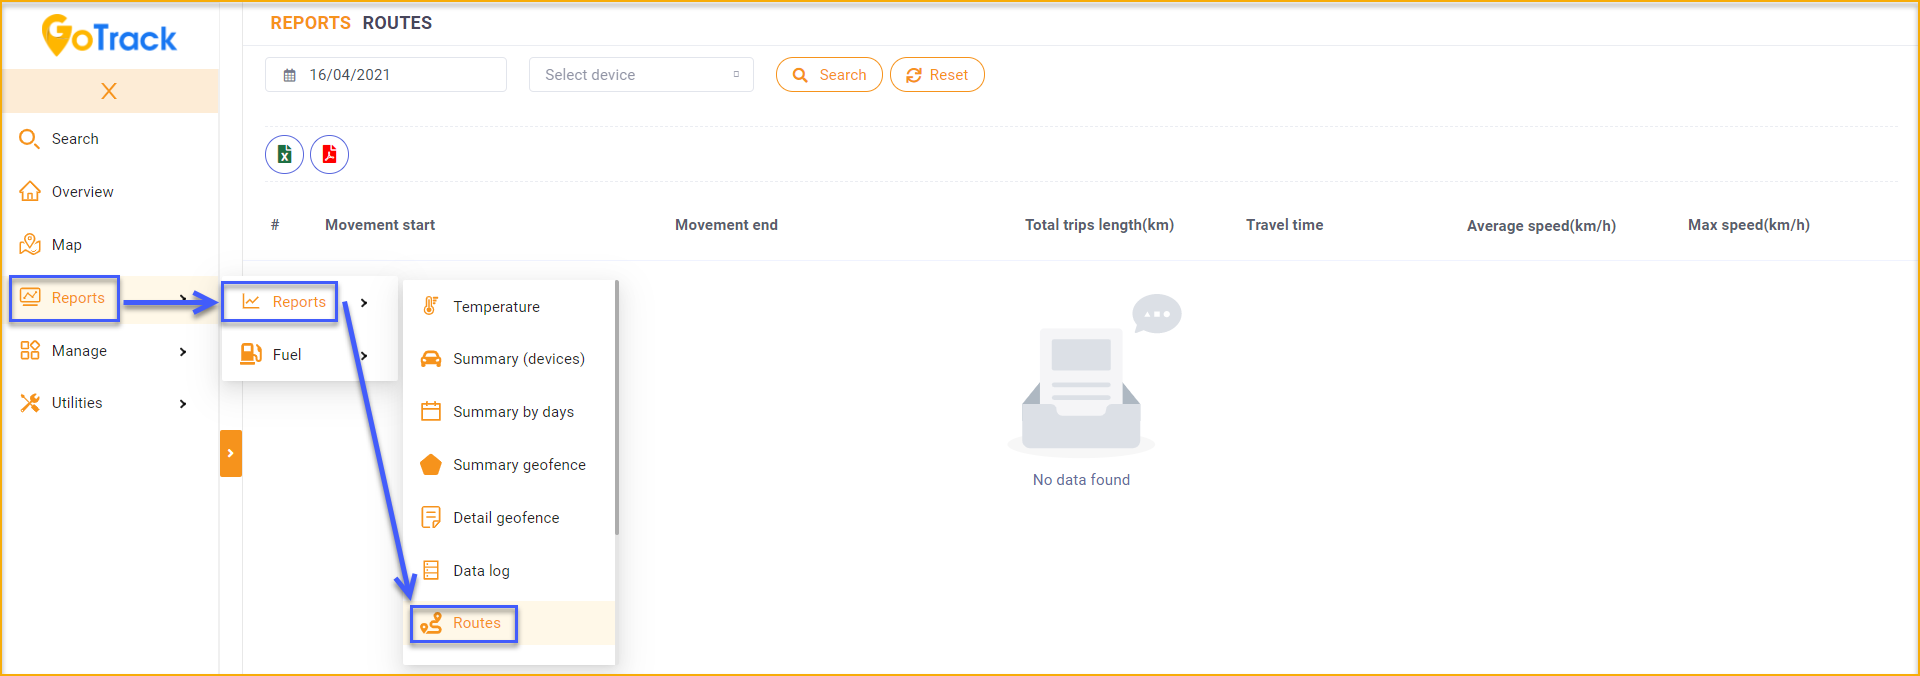 GoTrack
REPORTS ROUTES
16/04/2021
Select device
Search
Reset
X
Search
Overview
Map
Reports
Manage
Utilities
Reports
Fuel
Temperature
Summary (devices)
Summary by days
Summary geofence
Detail geofence
Data log
Routes
# Movement start Movement end Total trips length(km) Travel time Average speed(km/h) Max speed(km/h)
No data found